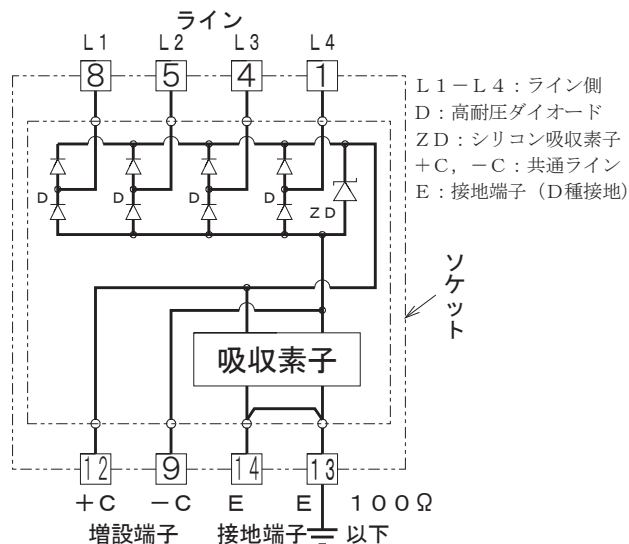 ライン
L1 L2 L3 L4
8 5 4 1
L1-L4:ライン側
D:高耐圧ダイオード
ZD:シリコン吸収素子
+C,-C:共通ライン
E:接地端子(D種接地)
D D D D ZD
ソケット
吸収素子
12 9 14 13
+C -C E E 100Ω
増設端子 接地端子 以下